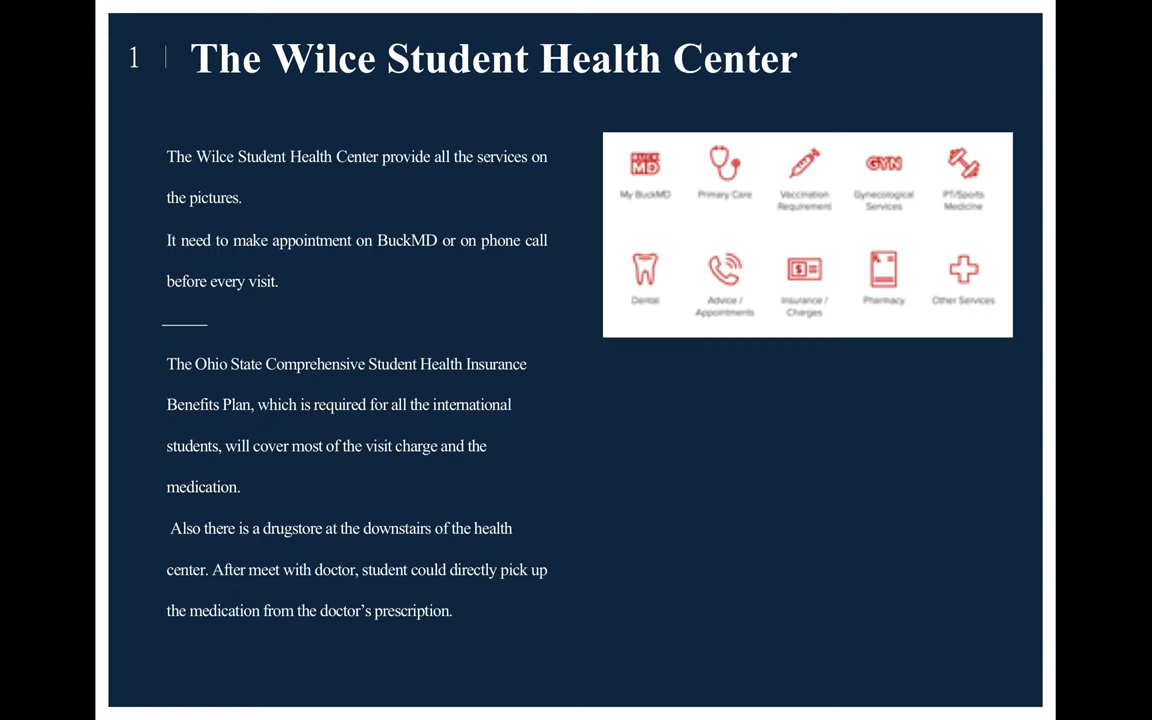 1
The Wilce Student Health Center
The Wilce Student Health Center provide all the services on
the pictures.
It need to make appointment on BuckMD or on phone call
before every visit.
The Ohio State Comprehensive Student Health Insurance
Benefits Plan, which is required for all the international
students, will cover most of the visit charge and the
medication.
Also there is a drugstore at the downstairs of the health
center. After meet with doctor, student could directly pick up
the medication from the doctor’s prescription.
BUCK
MD
GYN
My BuckMD
Primary Care
Vaccination
Requirement
Gynecological
Services
PT/Sports
Medicine
$
Dental
Advice /
Appointments
Insurance /
Charges
Pharmacy
Other Services